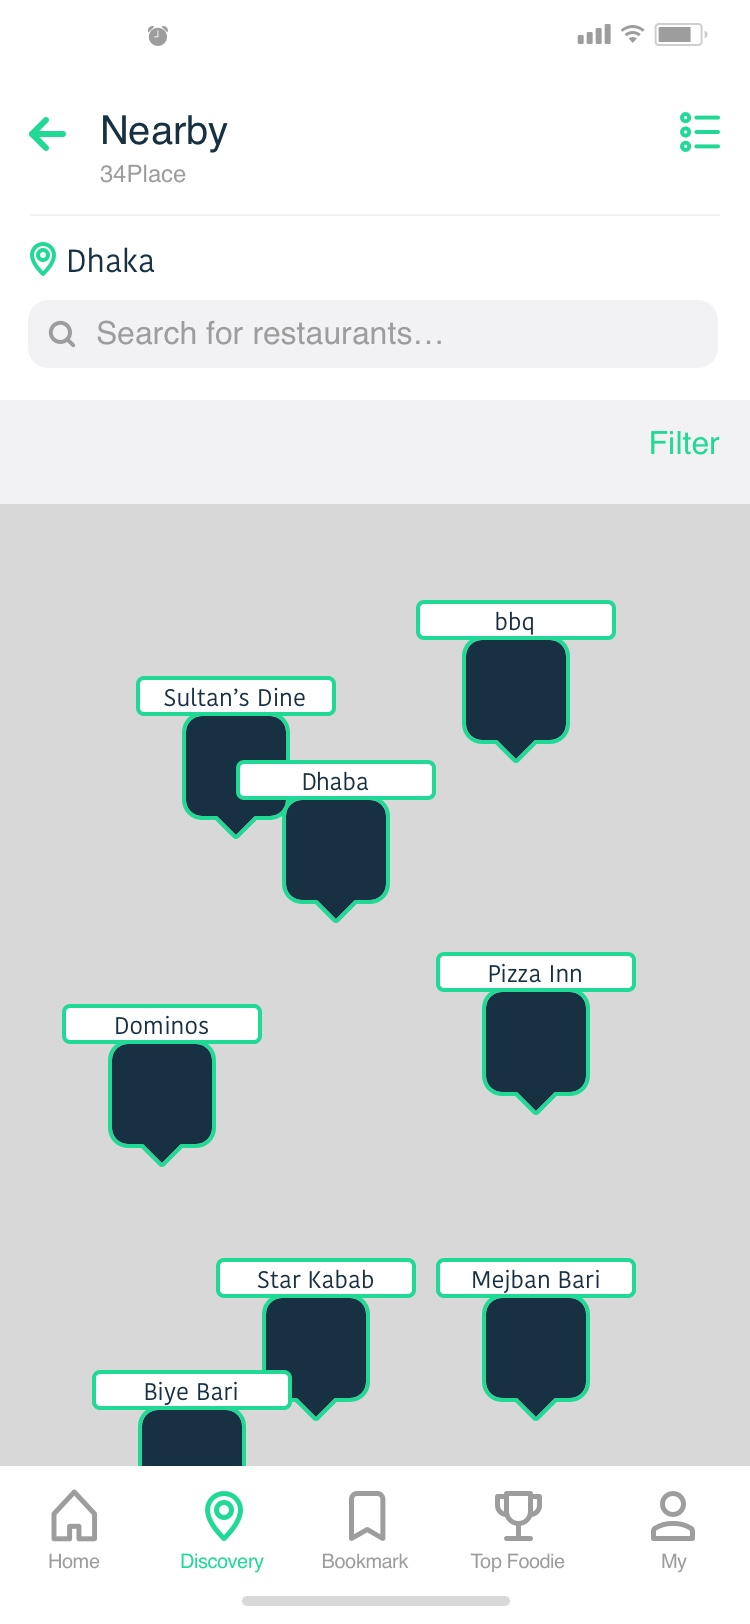 Nearby
34Place
Dhaka
Search for restaurants...
Filter
bbq
Sultan's Dine
Dhaba
Pizza Inn
Dominos
Star Kabab
Mejban Bari
Biye Bari
Home
Discovery
Bookmark
Top Foodie
My